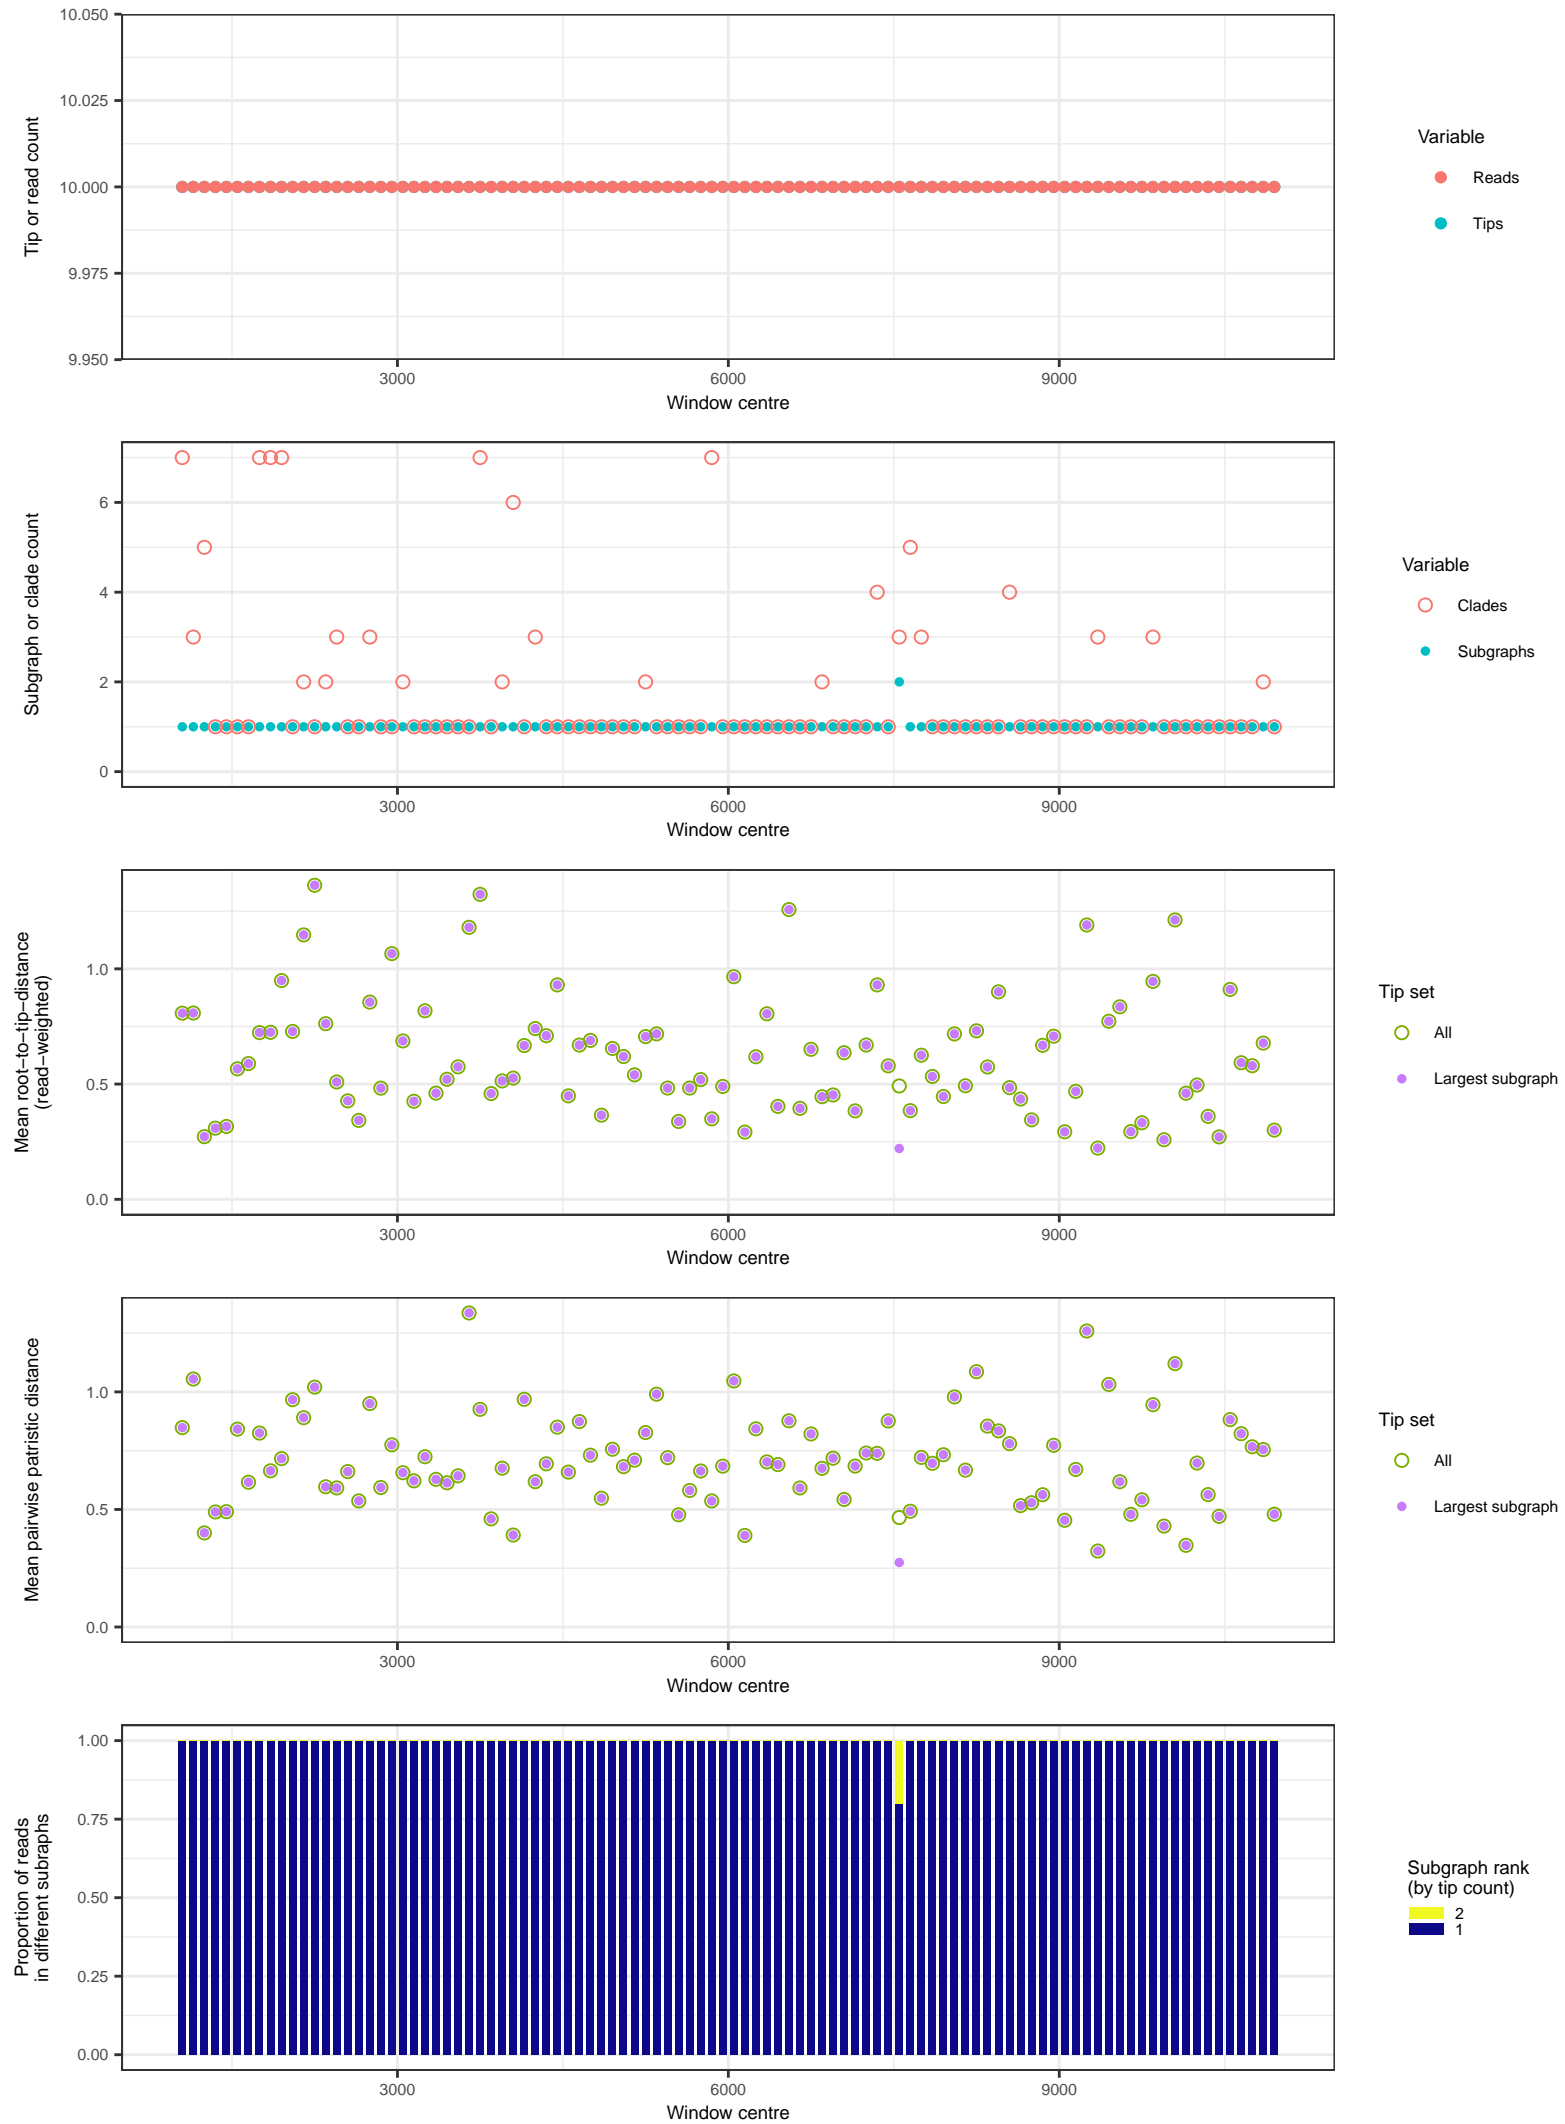 10.050
10.025
10.000
9.975
9.950
Tip or read count
3000 6000 9000
Window centre
Variable
Reads
Tips
6
4
2
0
Subgraph or clade count
3000 6000 9000
Window centre
Variable
Clades
Subgraphs
1.0
0.5
0.0
Mean root−to−tip−distance
(read−weighted)
3000 6000 9000
Window centre
Tip set
All
Largest subgraph
1.0
0.5
0.0
Mean pairwise patristic distance
3000 6000 9000
Window centre
Tip set
All
Largest subgraph
1.00
0.75
0.50
0.25
0.00
Proportion of reads
in different subraphs
3000 6000 9000
Window centre
Subgraph rank
(by tip count)
2
1